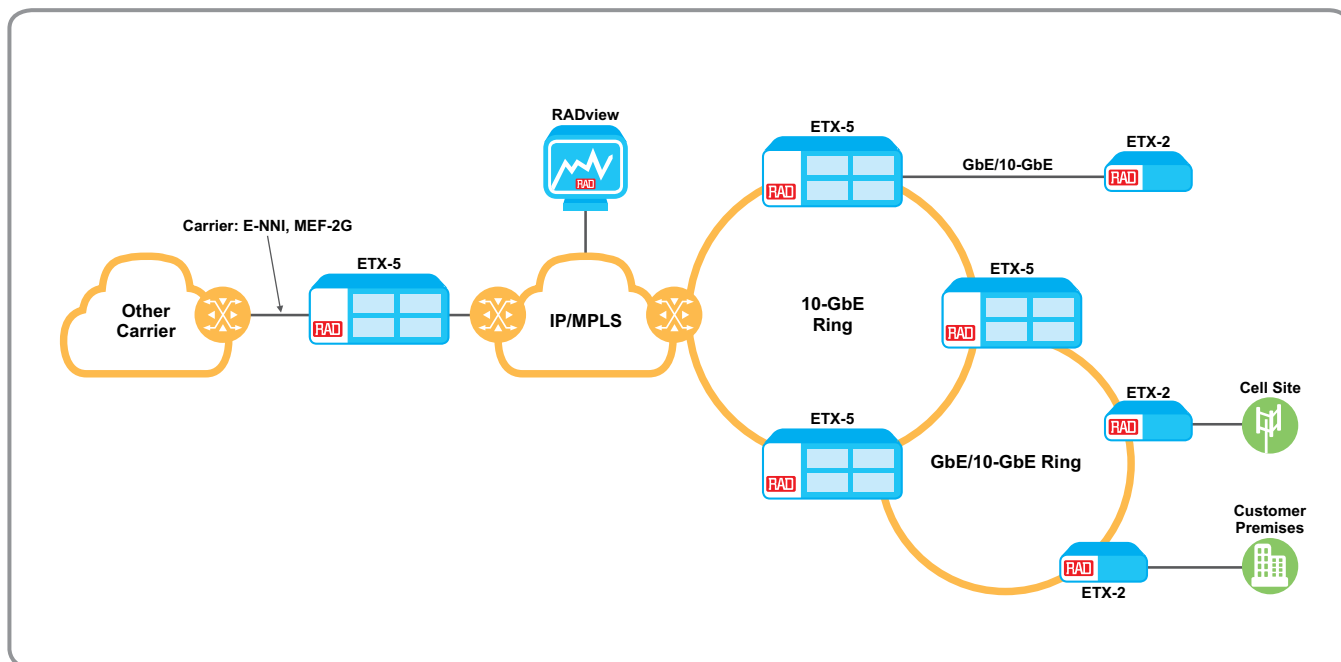 RADview
RAD
ETX-5
RAD
GbE/10-GbE
ETX-2
RAD
Carrier: E-NNI, MEF-2G
Other
Carrier
ETX-5
RAD
IP/MPLS
10-GbE
Ring
ETX-5
RAD
ETX-5
RAD
GbE/10-GbE Ring
ETX-2
RAD
Cell Site
Customer
Premises
RAD
ETX-2